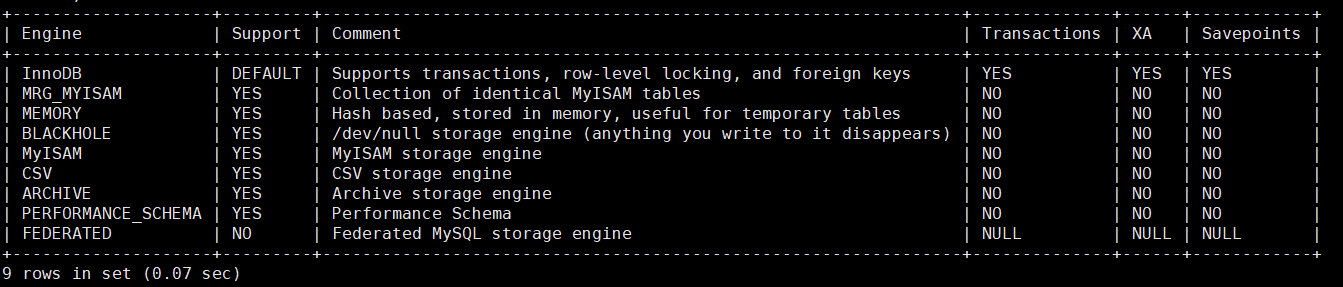 +--------------------+---------+----------------------------------------------------------------+--------------+------+------------+
| Engine             | Support | Comment                                                        | Transactions | XA   | Savepoints |
+--------------------+---------+----------------------------------------------------------------+--------------+------+------------+
| InnoDB             | DEFAULT | Supports transactions, row-level locking, and foreign keys     | YES          | YES  | YES        |
| MRG_MYISAM         | YES     | Collection of identical MyISAM tables                          | NO           | NO   | NO         |
| MEMORY             | YES     | Hash based, stored in memory, useful for temporary tables      | NO           | NO   | NO         |
| BLACKHOLE          | YES     | /dev/null storage engine (anything you write to it disappears) | NO           | NO   | NO         |
| MyISAM             | YES     | MyISAM storage engine                                          | NO           | NO   | NO         |
| CSV                | YES     | CSV storage engine                                             | NO           | NO   | NO         |
| ARCHIVE            | YES     | Archive storage engine                                         | NO           | NO   | NO         |
| PERFORMANCE_SCHEMA | YES     | Performance Schema                                             | NO           | NO   | NO         |
| FEDERATED          | NO      | Federated MySQL storage engine                                 | NULL         | NULL | NULL       |
+--------------------+---------+----------------------------------------------------------------+--------------+------+------------+
9 rows in set (0.07 sec)